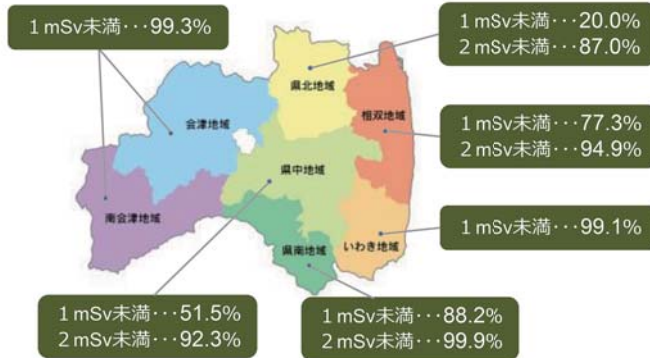 1 mSv未満･･･99.3%
1 mSv未満･･･20.0%
2 mSv未満･･･87.0%
県北地域
会津地域
相双地域
1 mSv未満･･･77.3%
2 mSv未満･･･94.9%
県中地域
南会津地域
県南地域
いわき地域
1 mSv未満･･･99.1%
1 mSv未満･･･51.5%
2 mSv未満･･･92.3%
1 mSv未満･･･88.2%
2 mSv未満･･･99.9%